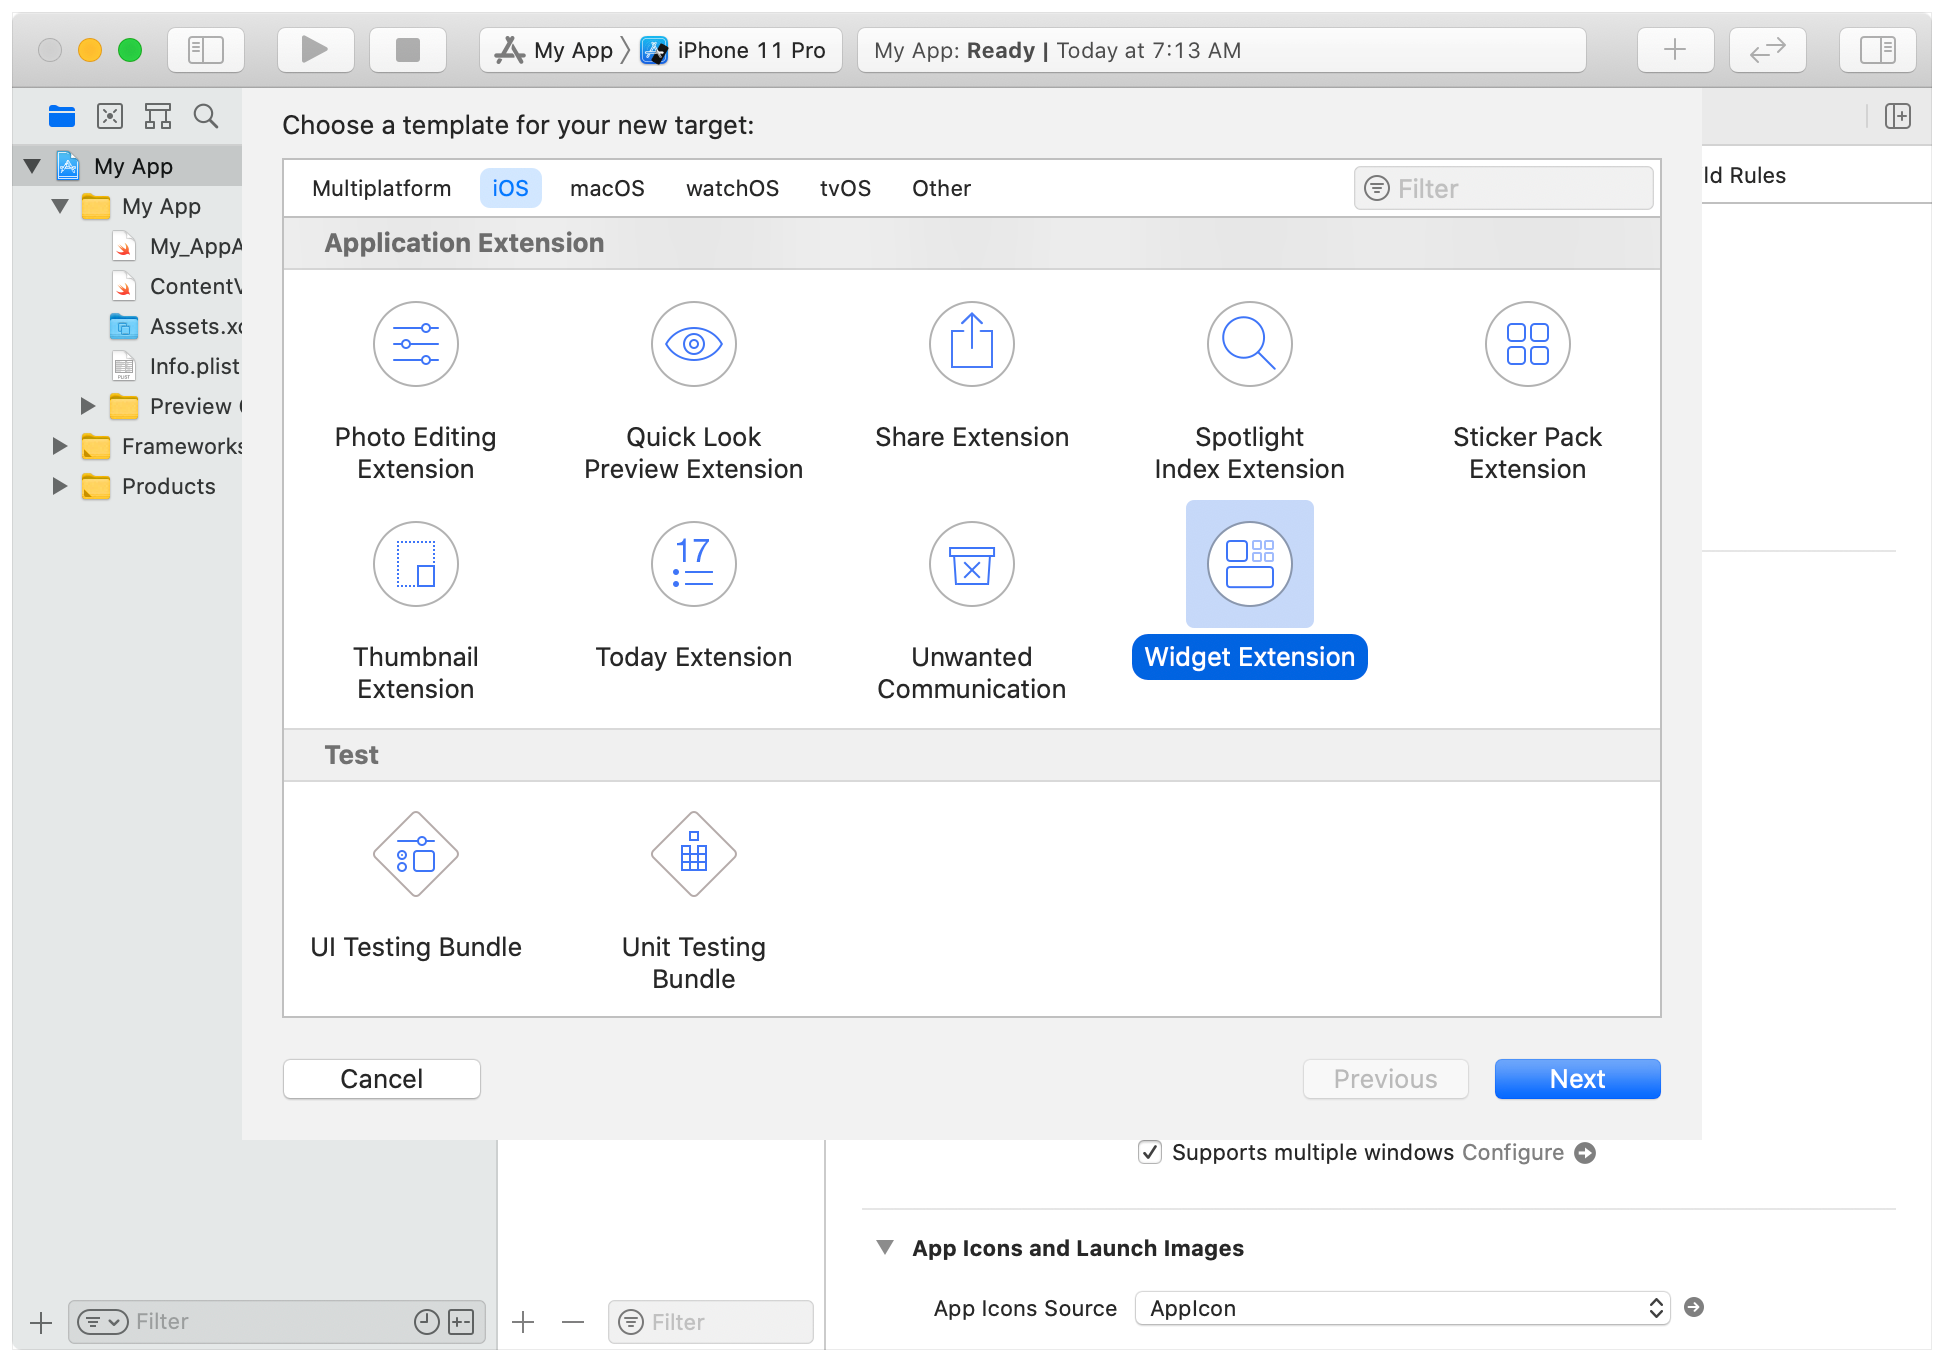 My App 〉 iPhone 11 Pro
My App: Ready | Today at 7:13 AM
Choose a template for your new target:
Multiplatform iOS macOS watchOS tvOS Other
Filter
ld Rules
My App
My App
My_AppA
ContentV
Assets.xc
Info.plist
Preview
Frameworks
Products
Application Extension
Photo Editing
Extension
Quick Look
Preview Extension
Share Extension
Spotlight
Index Extension
Sticker Pack
Extension
Thumbnail
Extension
17
Today Extension
Unwanted
Communication
Widget Extension
Test
UI Testing Bundle
Unit Testing
Bundle
Cancel
Previous
Next
Supports multiple windows Configure
App Icons and Launch Images
App Icons Source
AppIcon
Filter
Filter